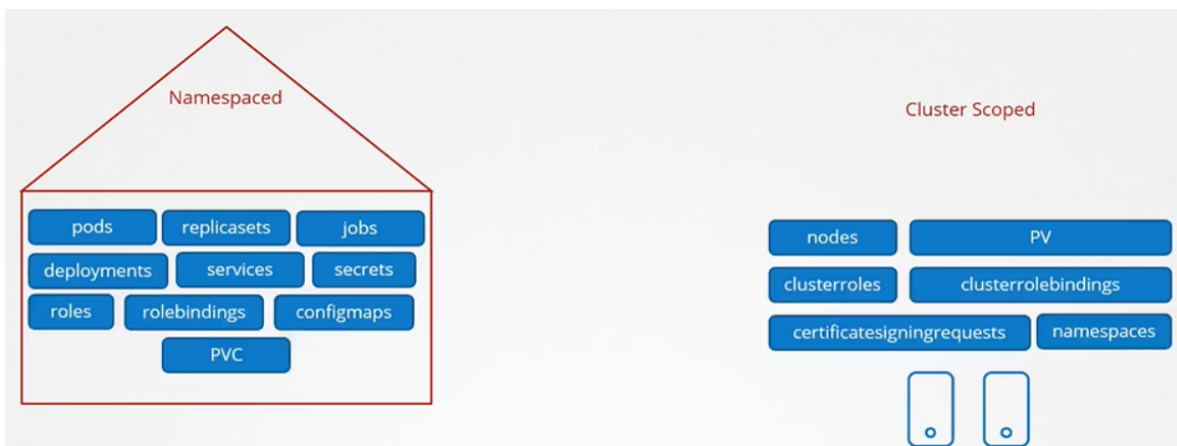 Namespaced
pods replicasets jobs
deployments services secrets
roles rolebindings configmaps
PVC
Cluster Scoped
nodes PV
clusterroles clusterrolebindings
certificatesigningrequests namespaces